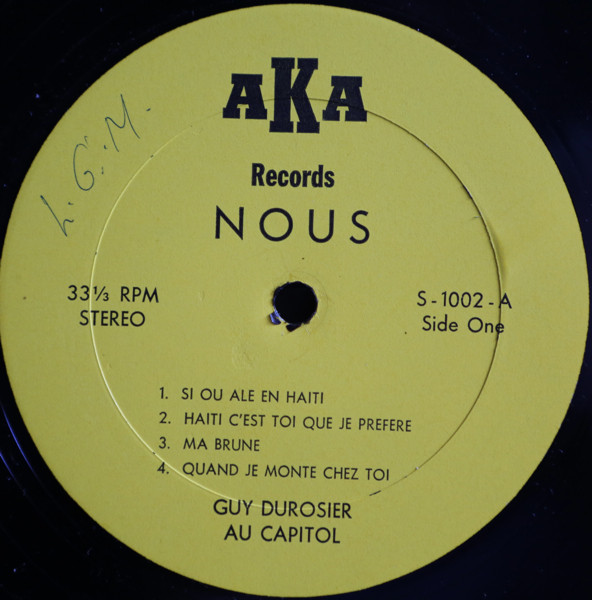 AKA
Records
NOUS
L.G.M.
33⅓ RPM
STEREO
S-1002-A
Side One
1. SI OU ALE EN HAITI
2. HAITI C'EST TOI QUE JE PREFERE
3. MA BRUNE
4. QUAND JE MONTE CHEZ TOI
GUY DUROSIER
AU CAPITOL